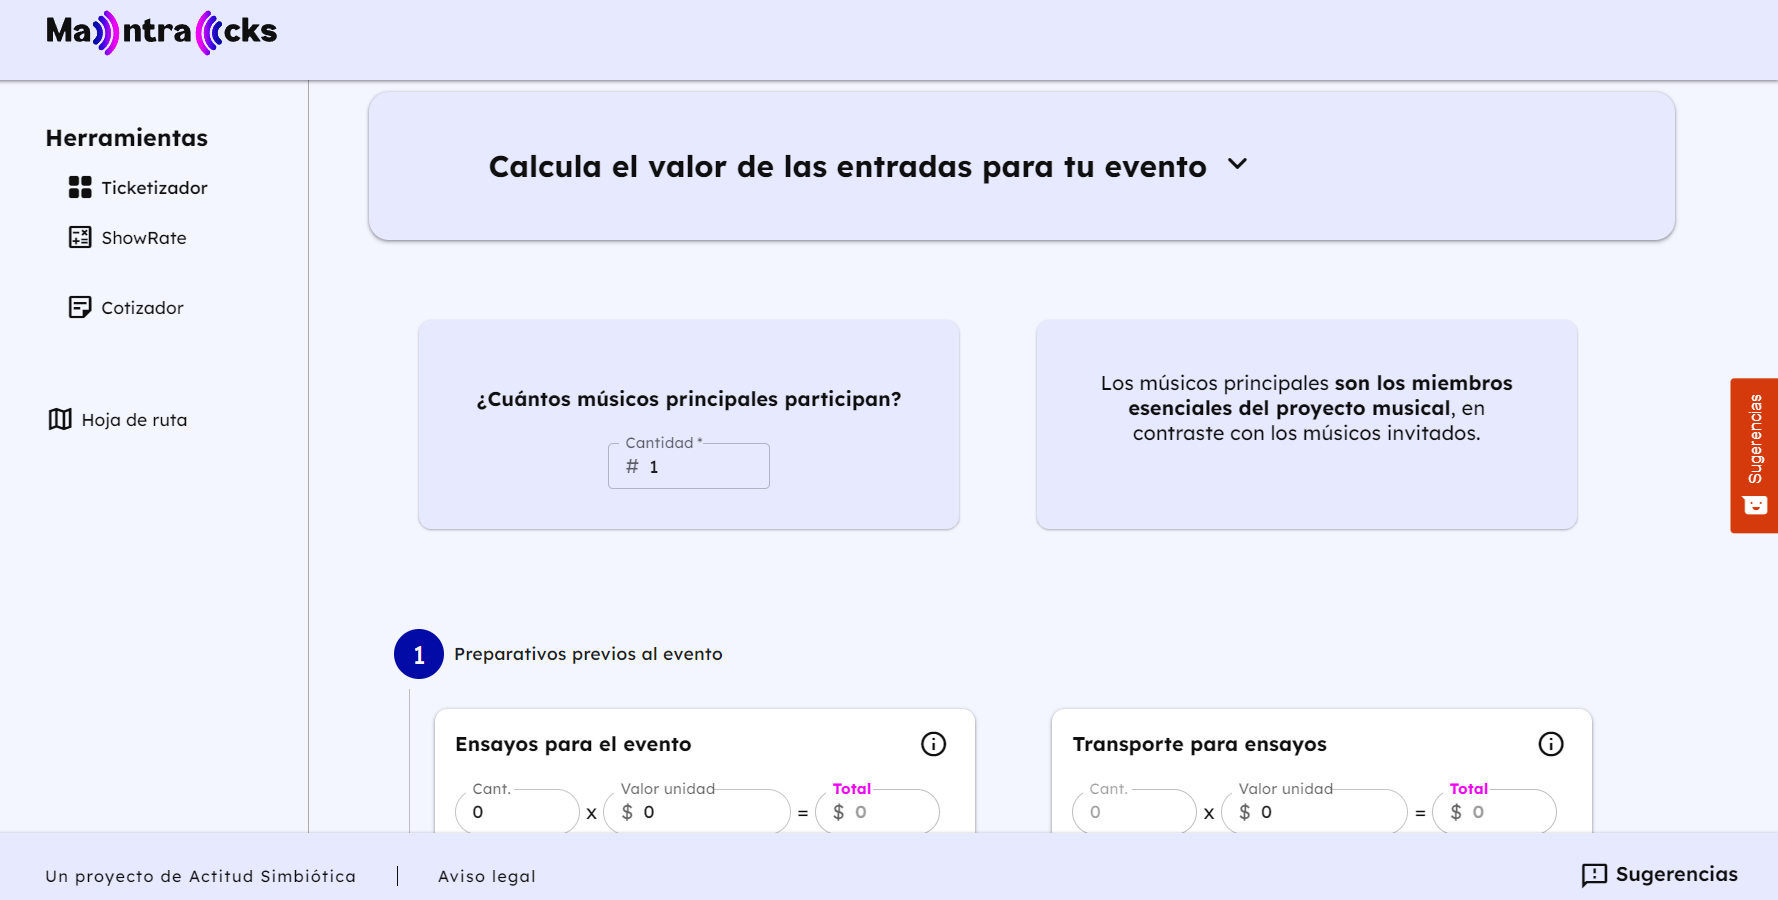 Mantracks
Herramientas
Ticketizador
ShowRate
Cotizador
Hoja de ruta
Calcula el valor de las entradas para tu evento
¿Cuántos músicos principales participan?
Cantidad *
# 1
Los músicos principales son los miembros
esenciales del proyecto musical, en
contraste con los músicos invitados.
Sugerencias
1 Preparativos previos al evento
Ensayos para el evento
Cant. Valor unidad Total
0 x $ 0 = $ 0
Transporte para ensayos
Cant. Valor unidad Total
0 x $ 0 = $ 0
Un proyecto de Actitud Simbiótica | Aviso legal
Sugerencias